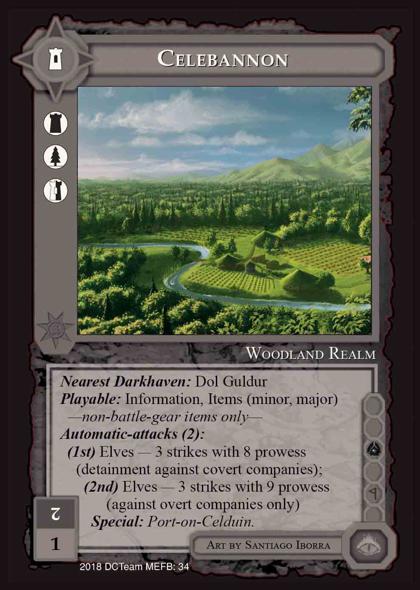 Celebannon
Woodland Realm
Nearest Darkhaven: Dol Guldur
Playable: Information, Items (minor, major)
—non-battle-gear items only—
Automatic-attacks (2):
(1st) Elves — 3 strikes with 8 prowess
(detainment against covert companies);
(2nd) Elves — 3 strikes with 9 prowess
(against overt companies only)
Special: Port-on-Celduin.
2
1
Art by Santiago Iborra
2018 DCTeam MEFB: 34